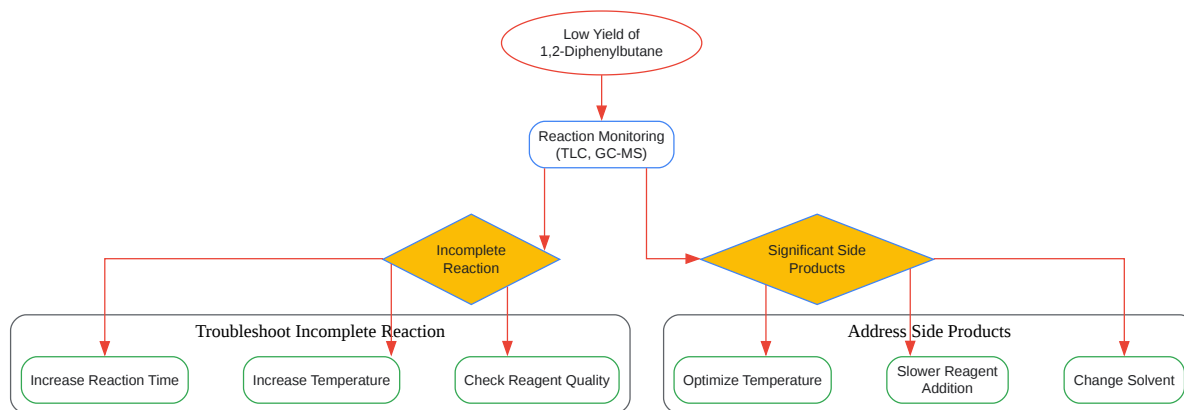 Low Yield of
1,2-Diphenylbutane
Reaction Monitoring
(TLC, GC-MS)
Incomplete
Reaction
Significant Side
Products
Troubleshoot Incomplete Reaction
Address Side Products
Increase Reaction Time
Increase Temperature
Check Reagent Quality
Optimize Temperature
Slower Reagent
Addition
Change Solvent